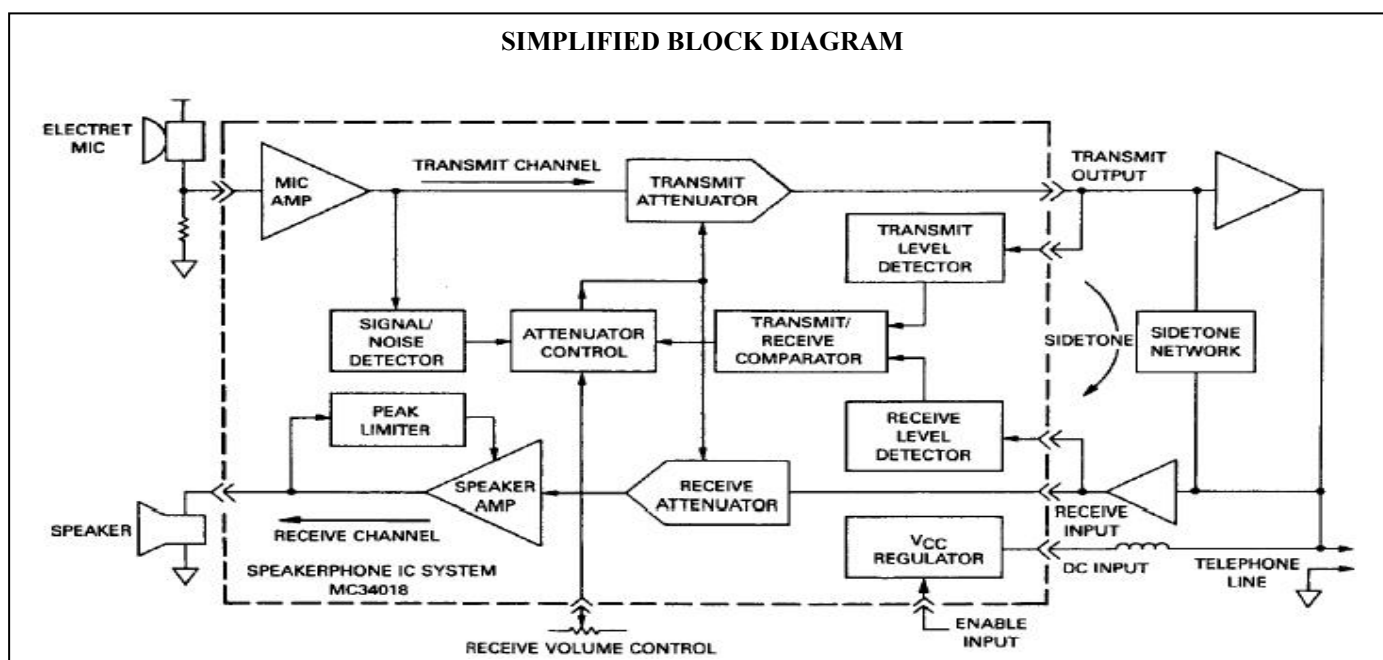 SIMPLIFIED BLOCK DIAGRAM
ELECTRET
MIC
MIC
AMP
TRANSMIT CHANNEL
TRANSMIT
ATTENUATOR
TRANSMIT
OUTPUT
TRANSMIT
LEVEL
DETECTOR
SIGNAL/
NOISE
DETECTOR
ATTENUATOR
CONTROL
TRANSMIT/
RECEIVE
COMPARATOR
SIDETONE
SIDETONE
NETWORK
PEAK
LIMITER
RECEIVE
LEVEL
DETECTOR
SPEAKER
SPEAKER
AMP
RECEIVE
ATTENUATOR
RECEIVE
INPUT
RECEIVE CHANNEL
VCC
REGULATOR
DC INPUT
TELEPHONE
LINE
SPEAKERPHONE IC SYSTEM
MC34018
ENABLE
INPUT
RECEIVE VOLUME CONTROL